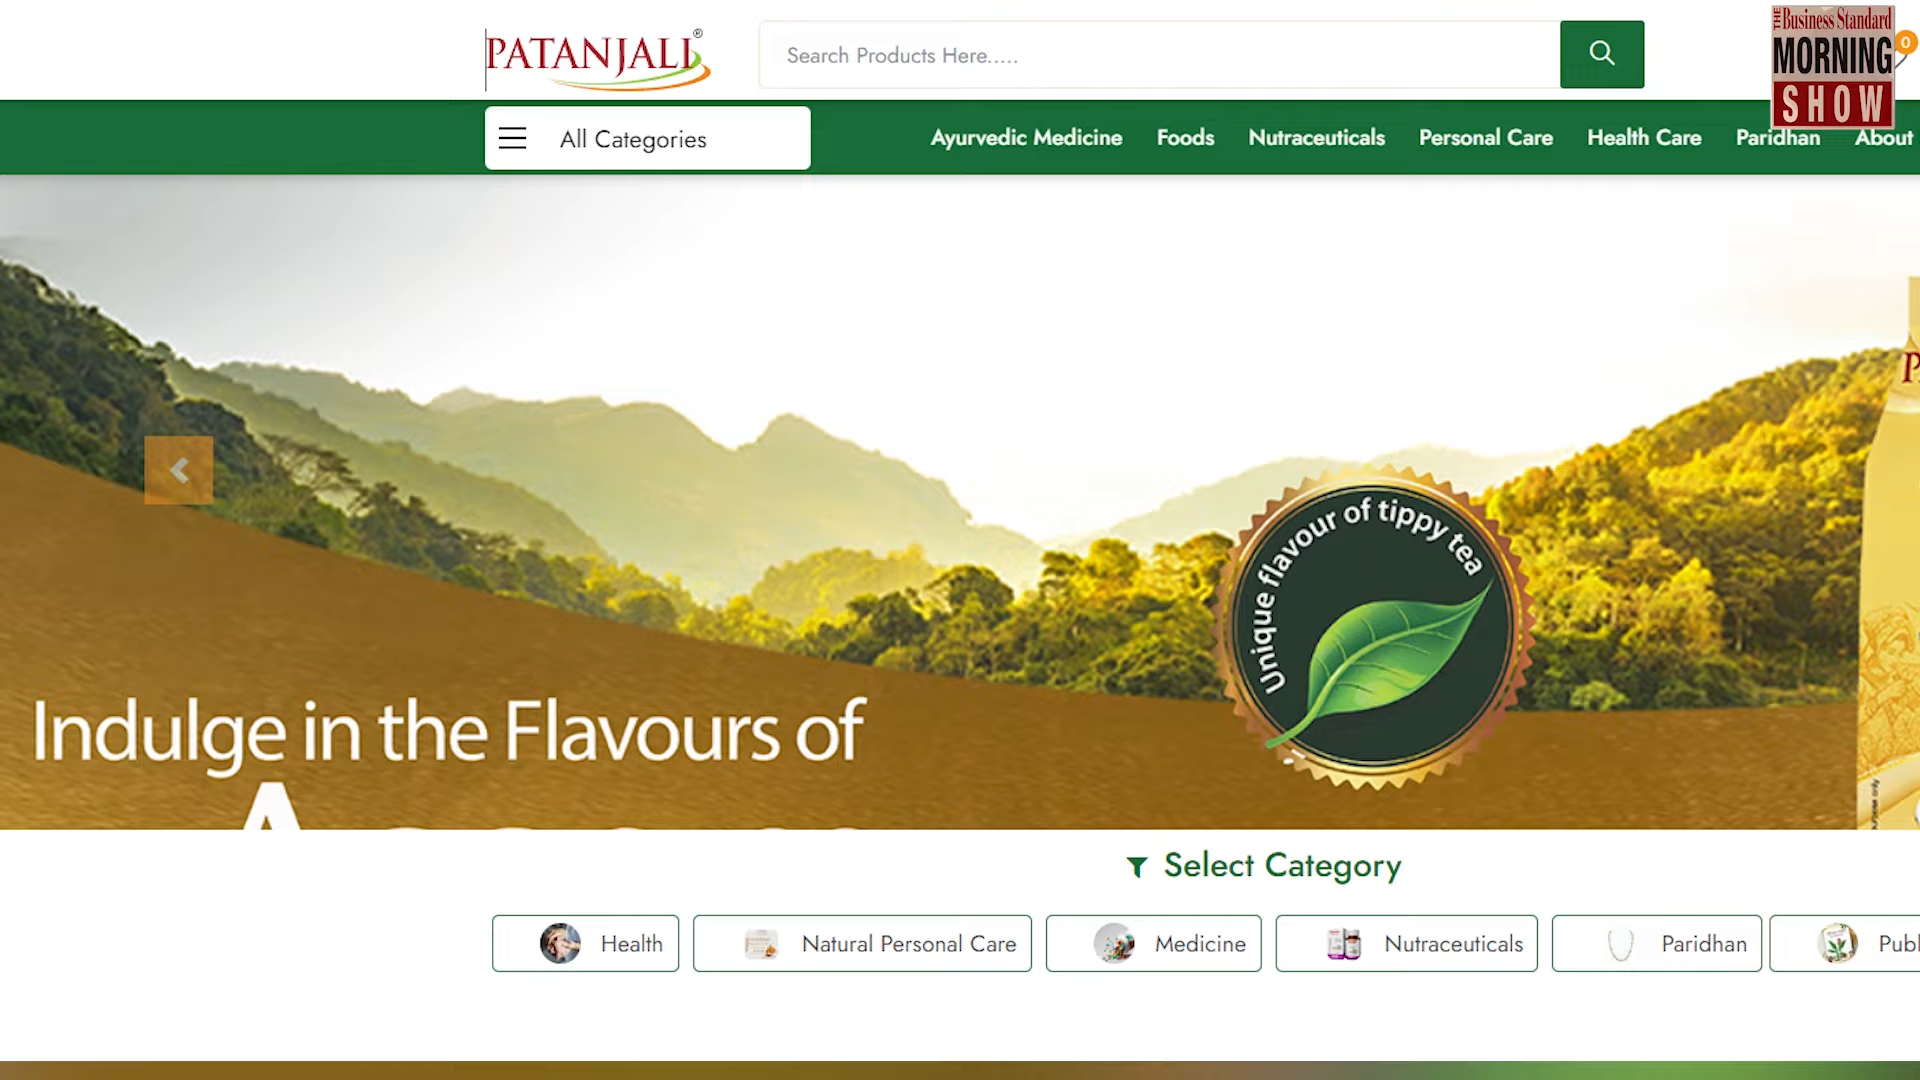 PATANJALI®
Search Products Here.....
THE Business Standard
MORNING
SHOW
0
All Categories
Ayurvedic Medicine
Foods
Nutraceuticals
Personal Care
Health Care
Paridhan
About
Unique flavour of tippy tea
P
Indulge in the Flavours of
Select Category
Health
Natural Personal Care
Medicine
Nutraceuticals
Paridhan
Publ